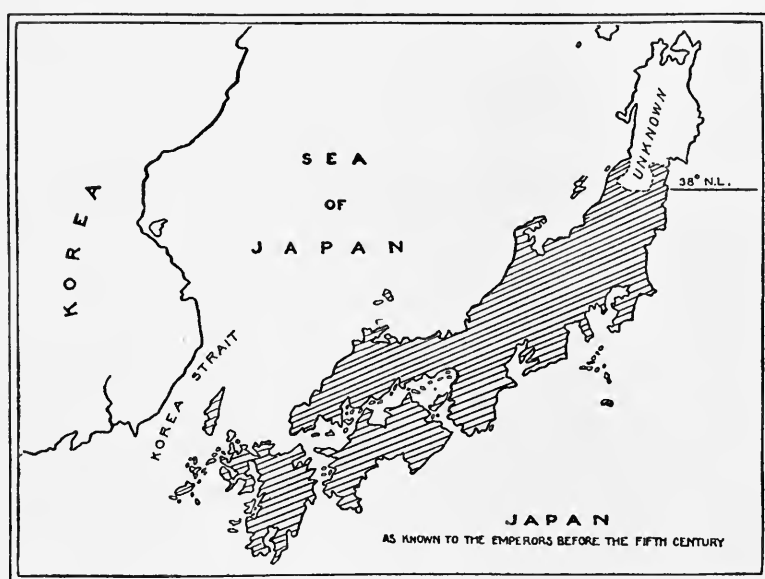 KOREA
SEA
OF
JAPAN
UNKNOWN
38° N.L.
KOREA STRAIT
JAPAN
AS KNOWN TO THE EMPERORS BEFORE THE FIFTH CENTURY